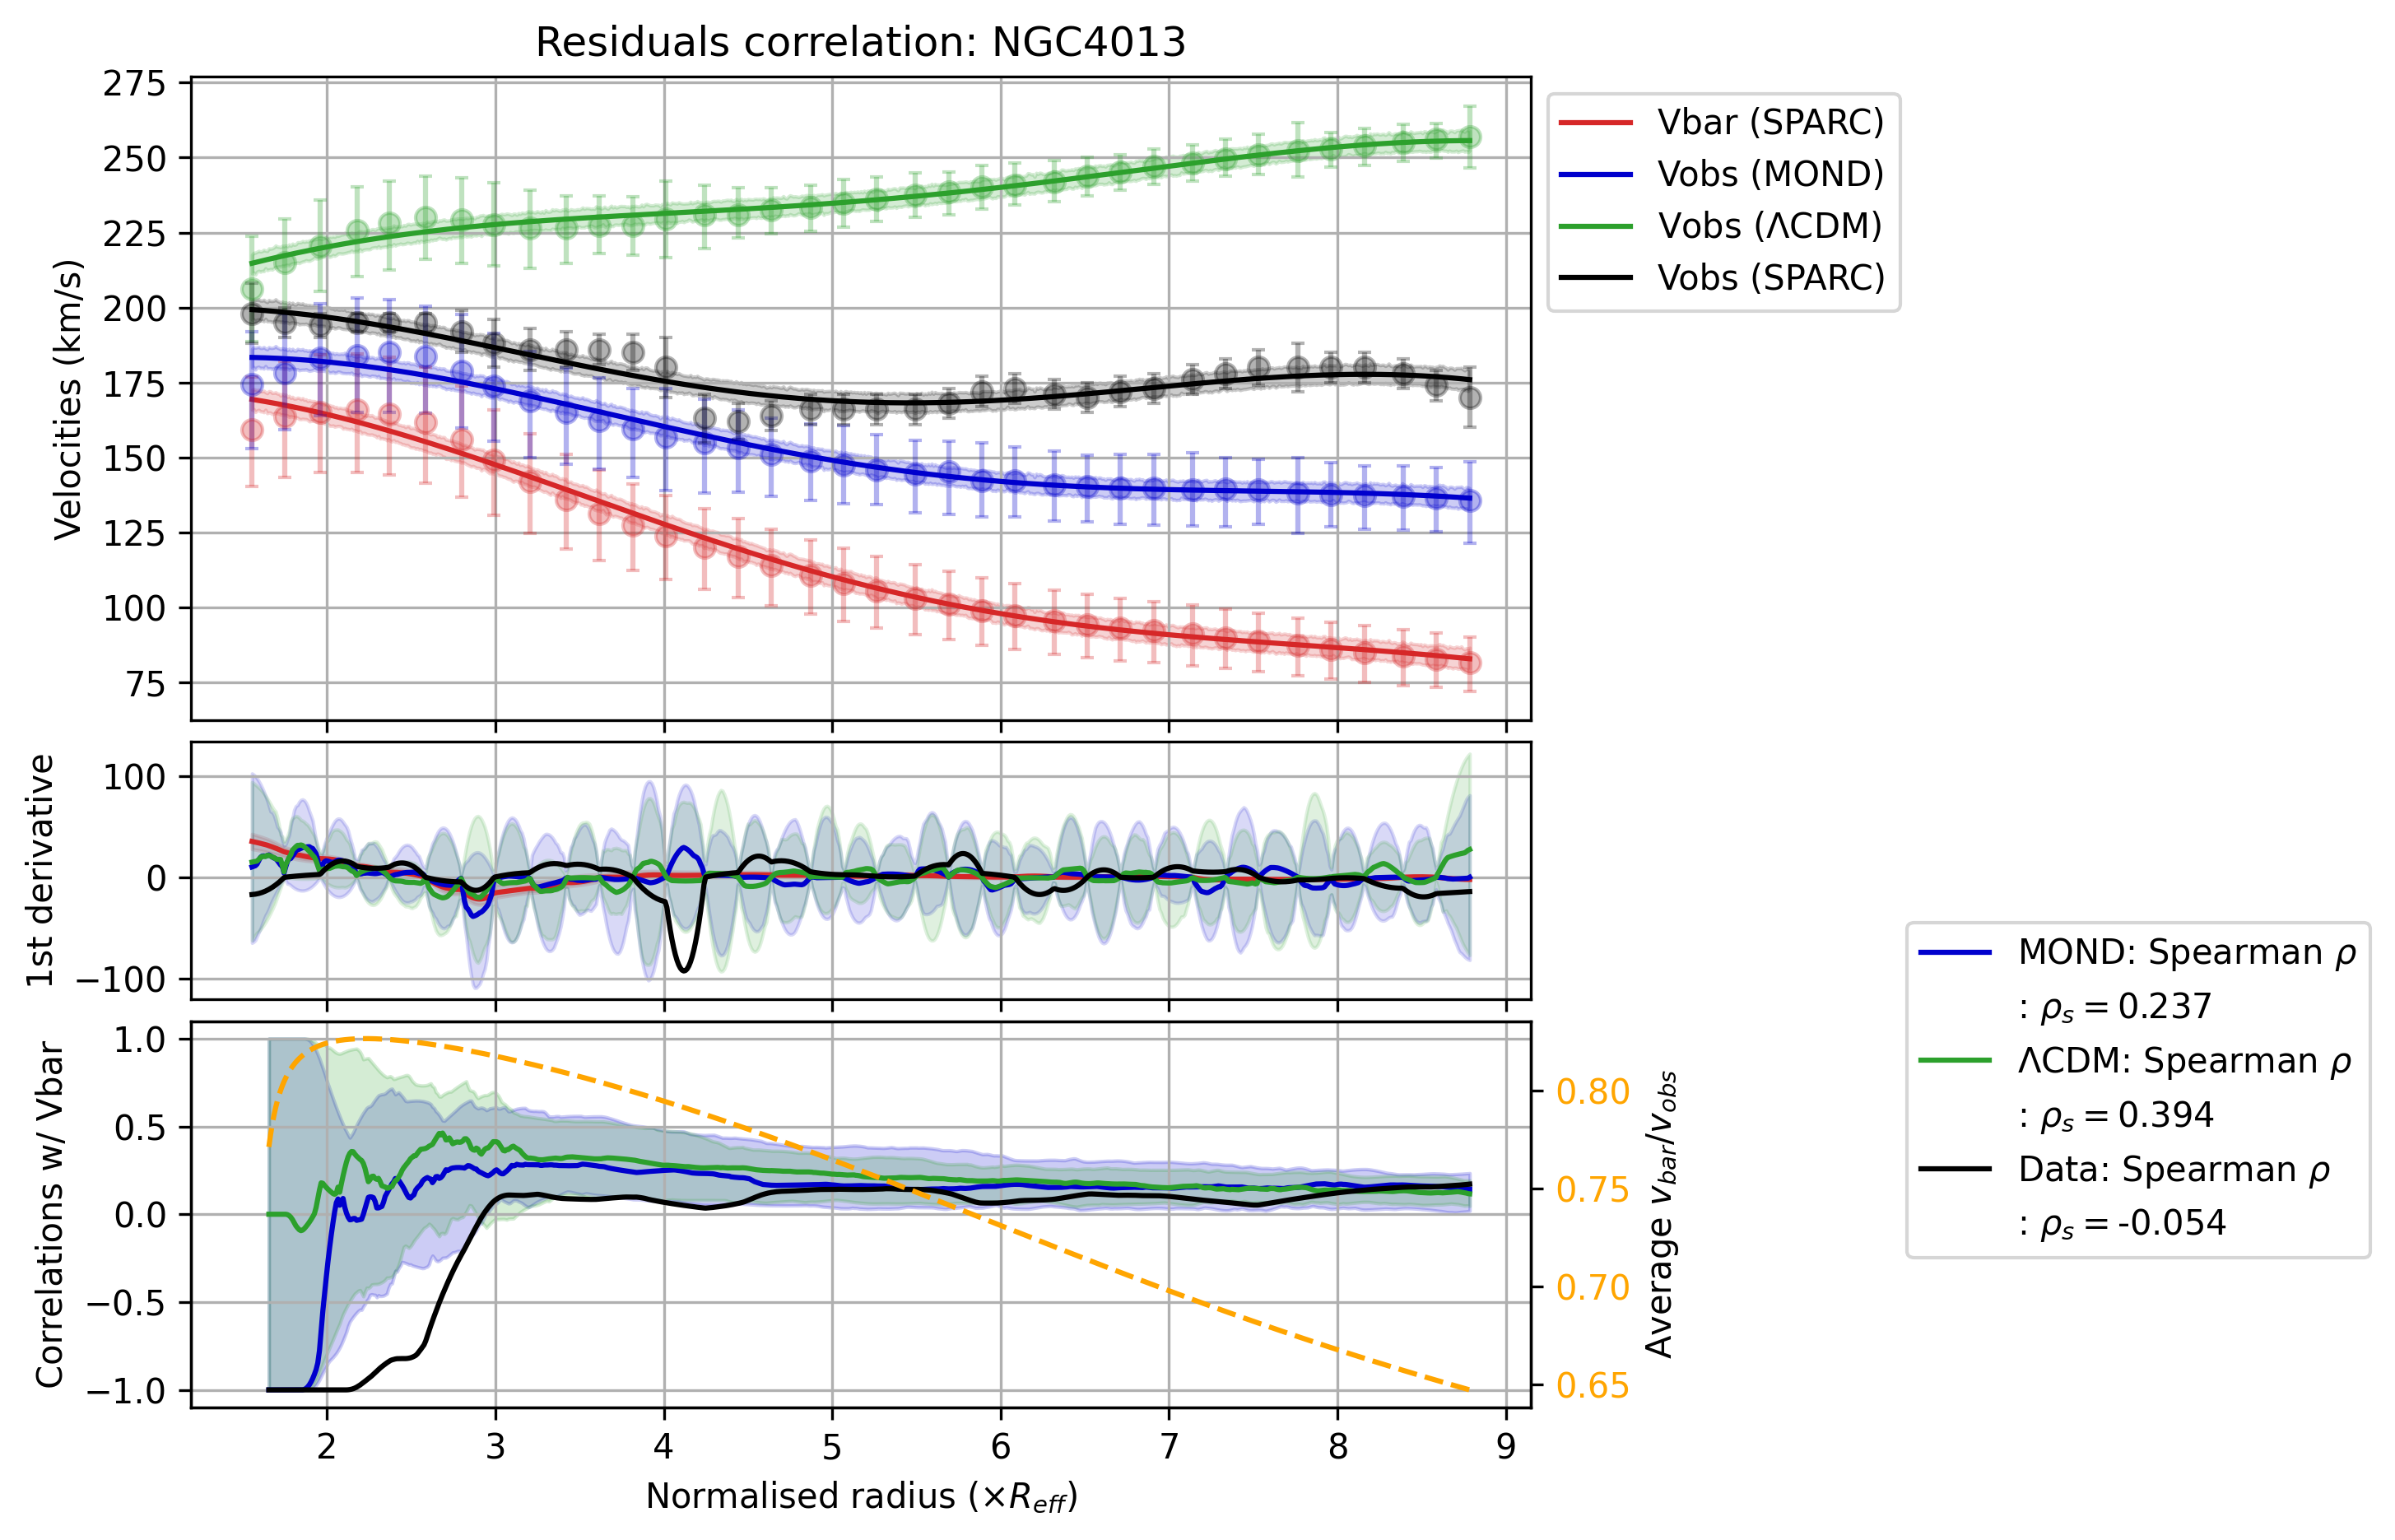 Residuals correlation: NGC4013
Velocities (km/s)
275
250
225
200
175
150
125
100
75
Vbar (SPARC)
Vobs (MOND)
Vobs (ΛCDM)
Vobs (SPARC)
1st derivative
100
0
−100
Correlations w/ Vbar
1.0
0.5
0.0
−0.5
−1.0
0.80
0.75
0.70
0.65
Average v_bar/v_obs
MOND: Spearman ρ
: ρ_s = 0.237
ΛCDM: Spearman ρ
: ρ_s = 0.394
Data: Spearman ρ
: ρ_s = -0.054
2 3 4 5 6 7 8 9
Normalised radius (×R_eff)